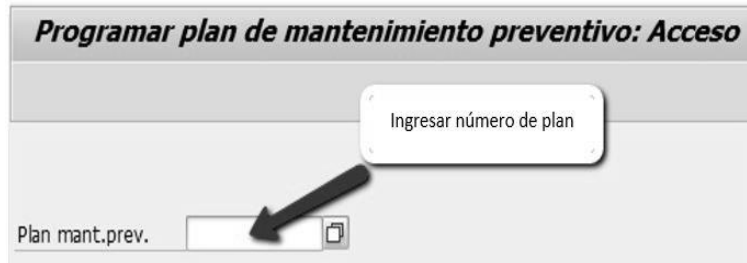 Programar plan de mantenimiento preventivo: Acceso
Ingresar número de plan
Plan mant.prev.